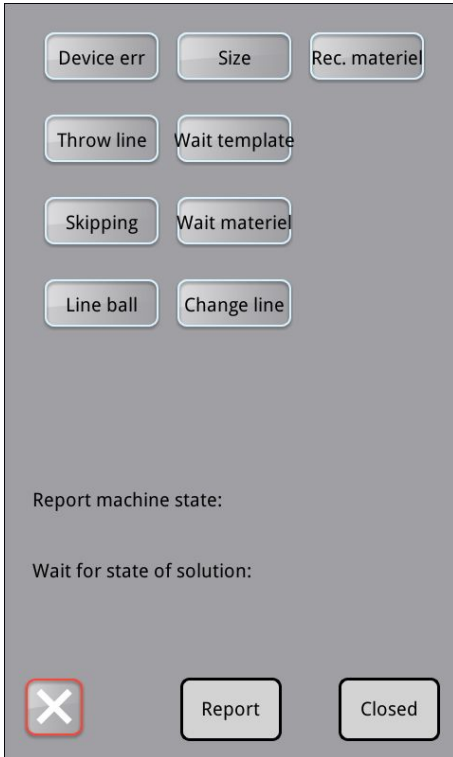 Device err Size Rec. materiel
Throw line Wait template
Skipping Wait materiel
Line ball Change line
Report machine state:
Wait for state of solution:
Report Closed